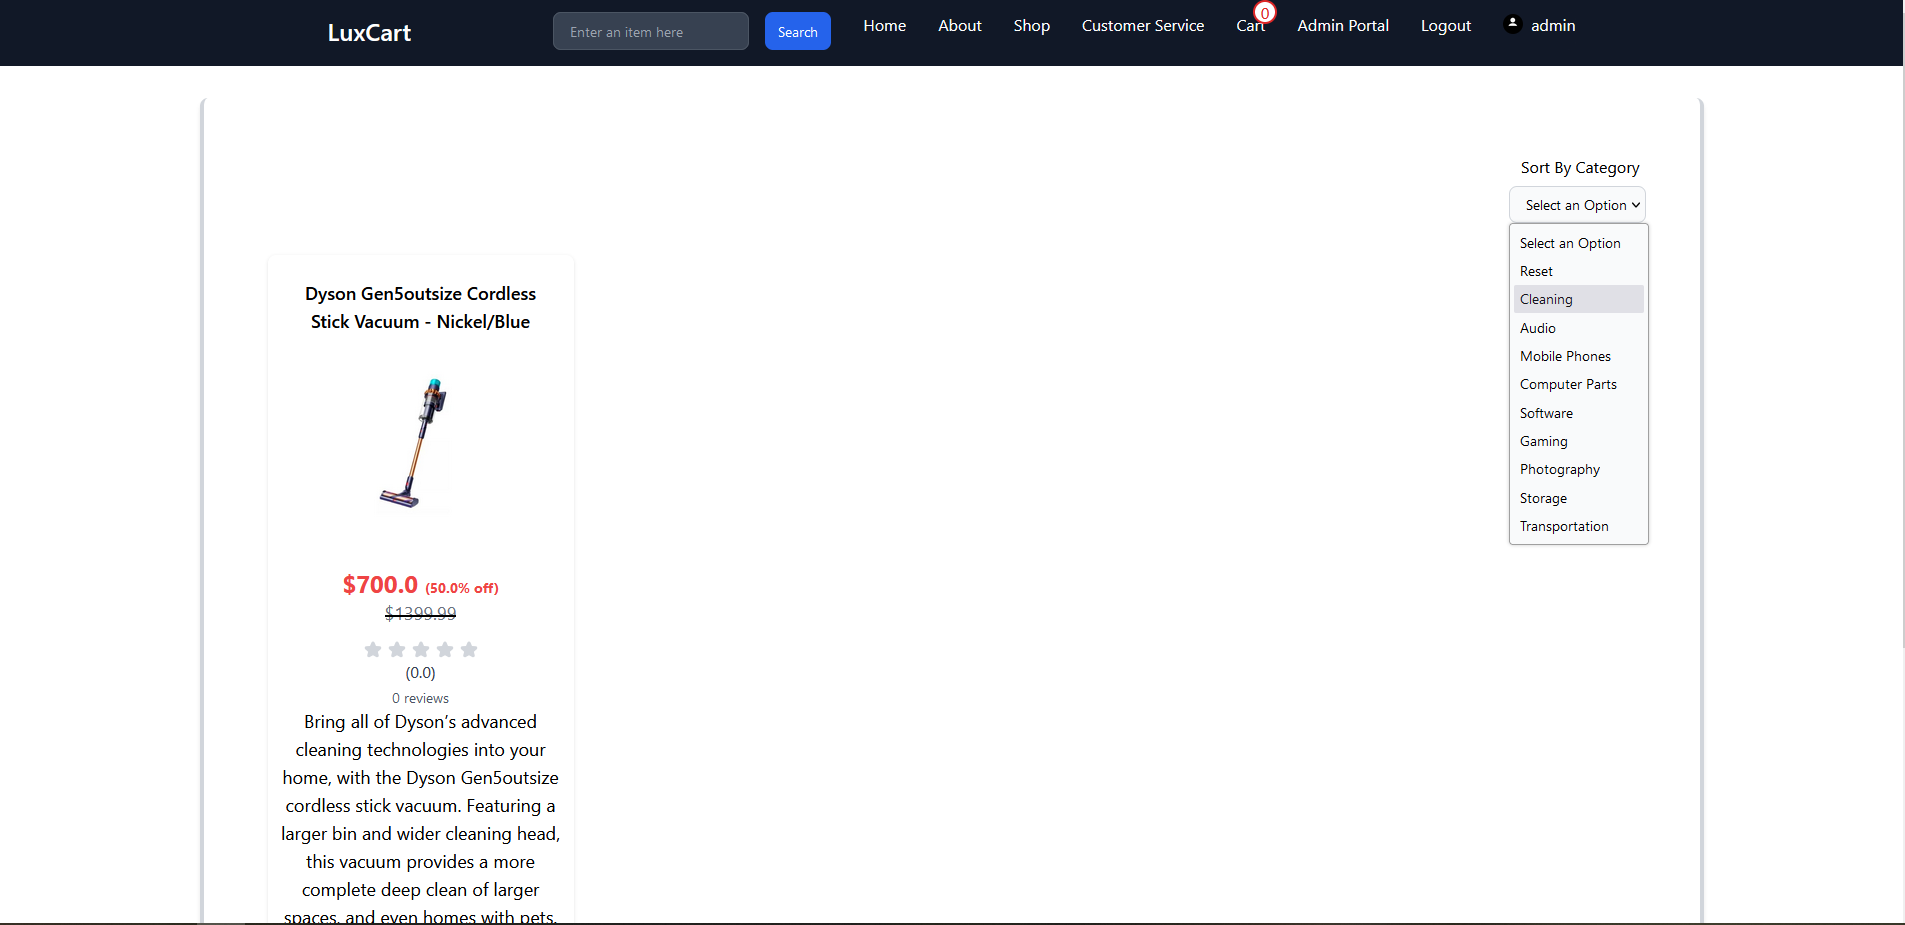 LuxCart
Enter an item here
Search
Home
About
Shop
Customer Service
Cart
0
Admin Portal
Logout
admin
Sort By Category
Select an Option
Select an Option
Reset
Cleaning
Audio
Mobile Phones
Computer Parts
Software
Gaming
Photography
Storage
Transportation
Dyson Gen5outsize Cordless
Stick Vacuum - Nickel/Blue
$700.0 (50.0% off)
$1399.99
(0.0)
0 reviews
Bring all of Dyson’s advanced
cleaning technologies into your
home, with the Dyson Gen5outsize
cordless stick vacuum. Featuring a
larger bin and wider cleaning head,
this vacuum provides a more
complete deep clean of larger
spaces, and even homes with pets.